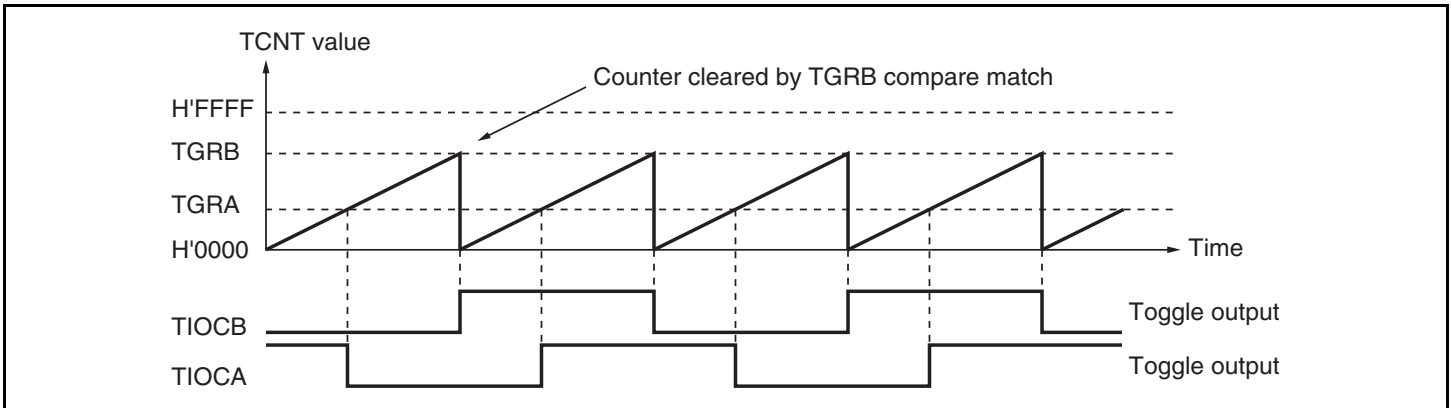 TCNT value
Counter cleared by TGRB compare match
H'FFFF
TGRB
TGRA
H'0000
Time
TIOCB
Toggle output
TIOCA
Toggle output